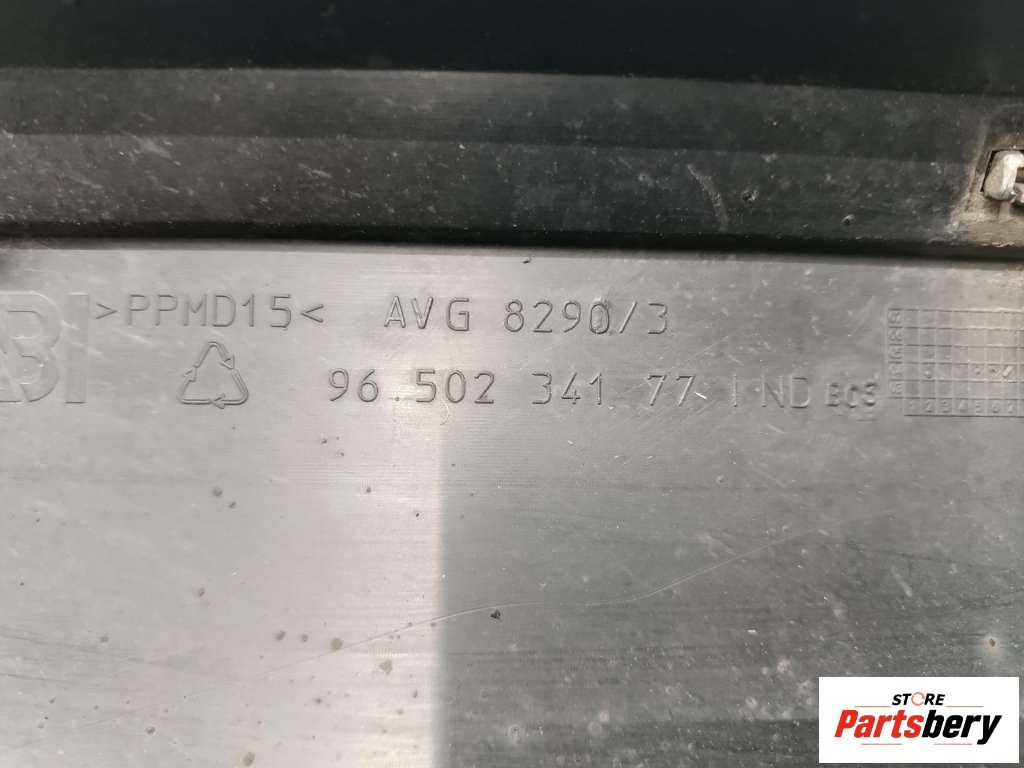 >PPMD15< AVG 8290/3
96 502 341 77 IND B03
STORE
Partsbery